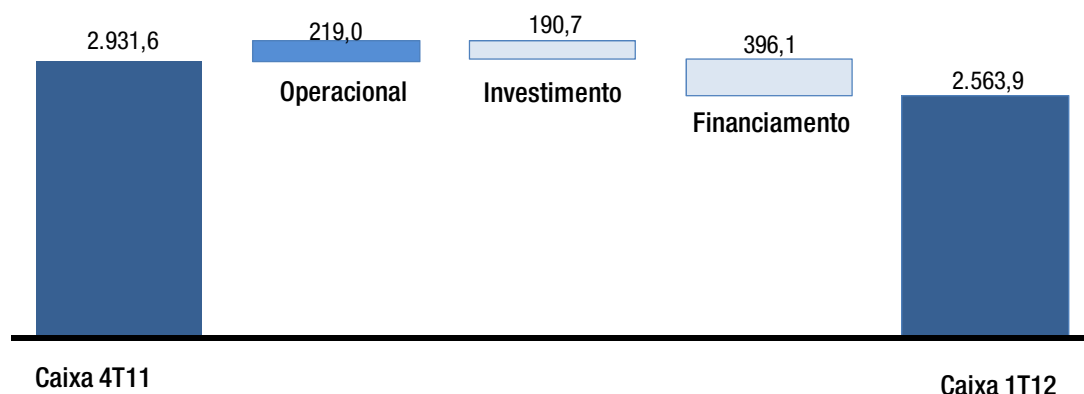 2.931,6
219,0
190,7
396,1
2.563,9
Operacional
Investimento
Financiamento
Caixa 4T11
Caixa 1T12